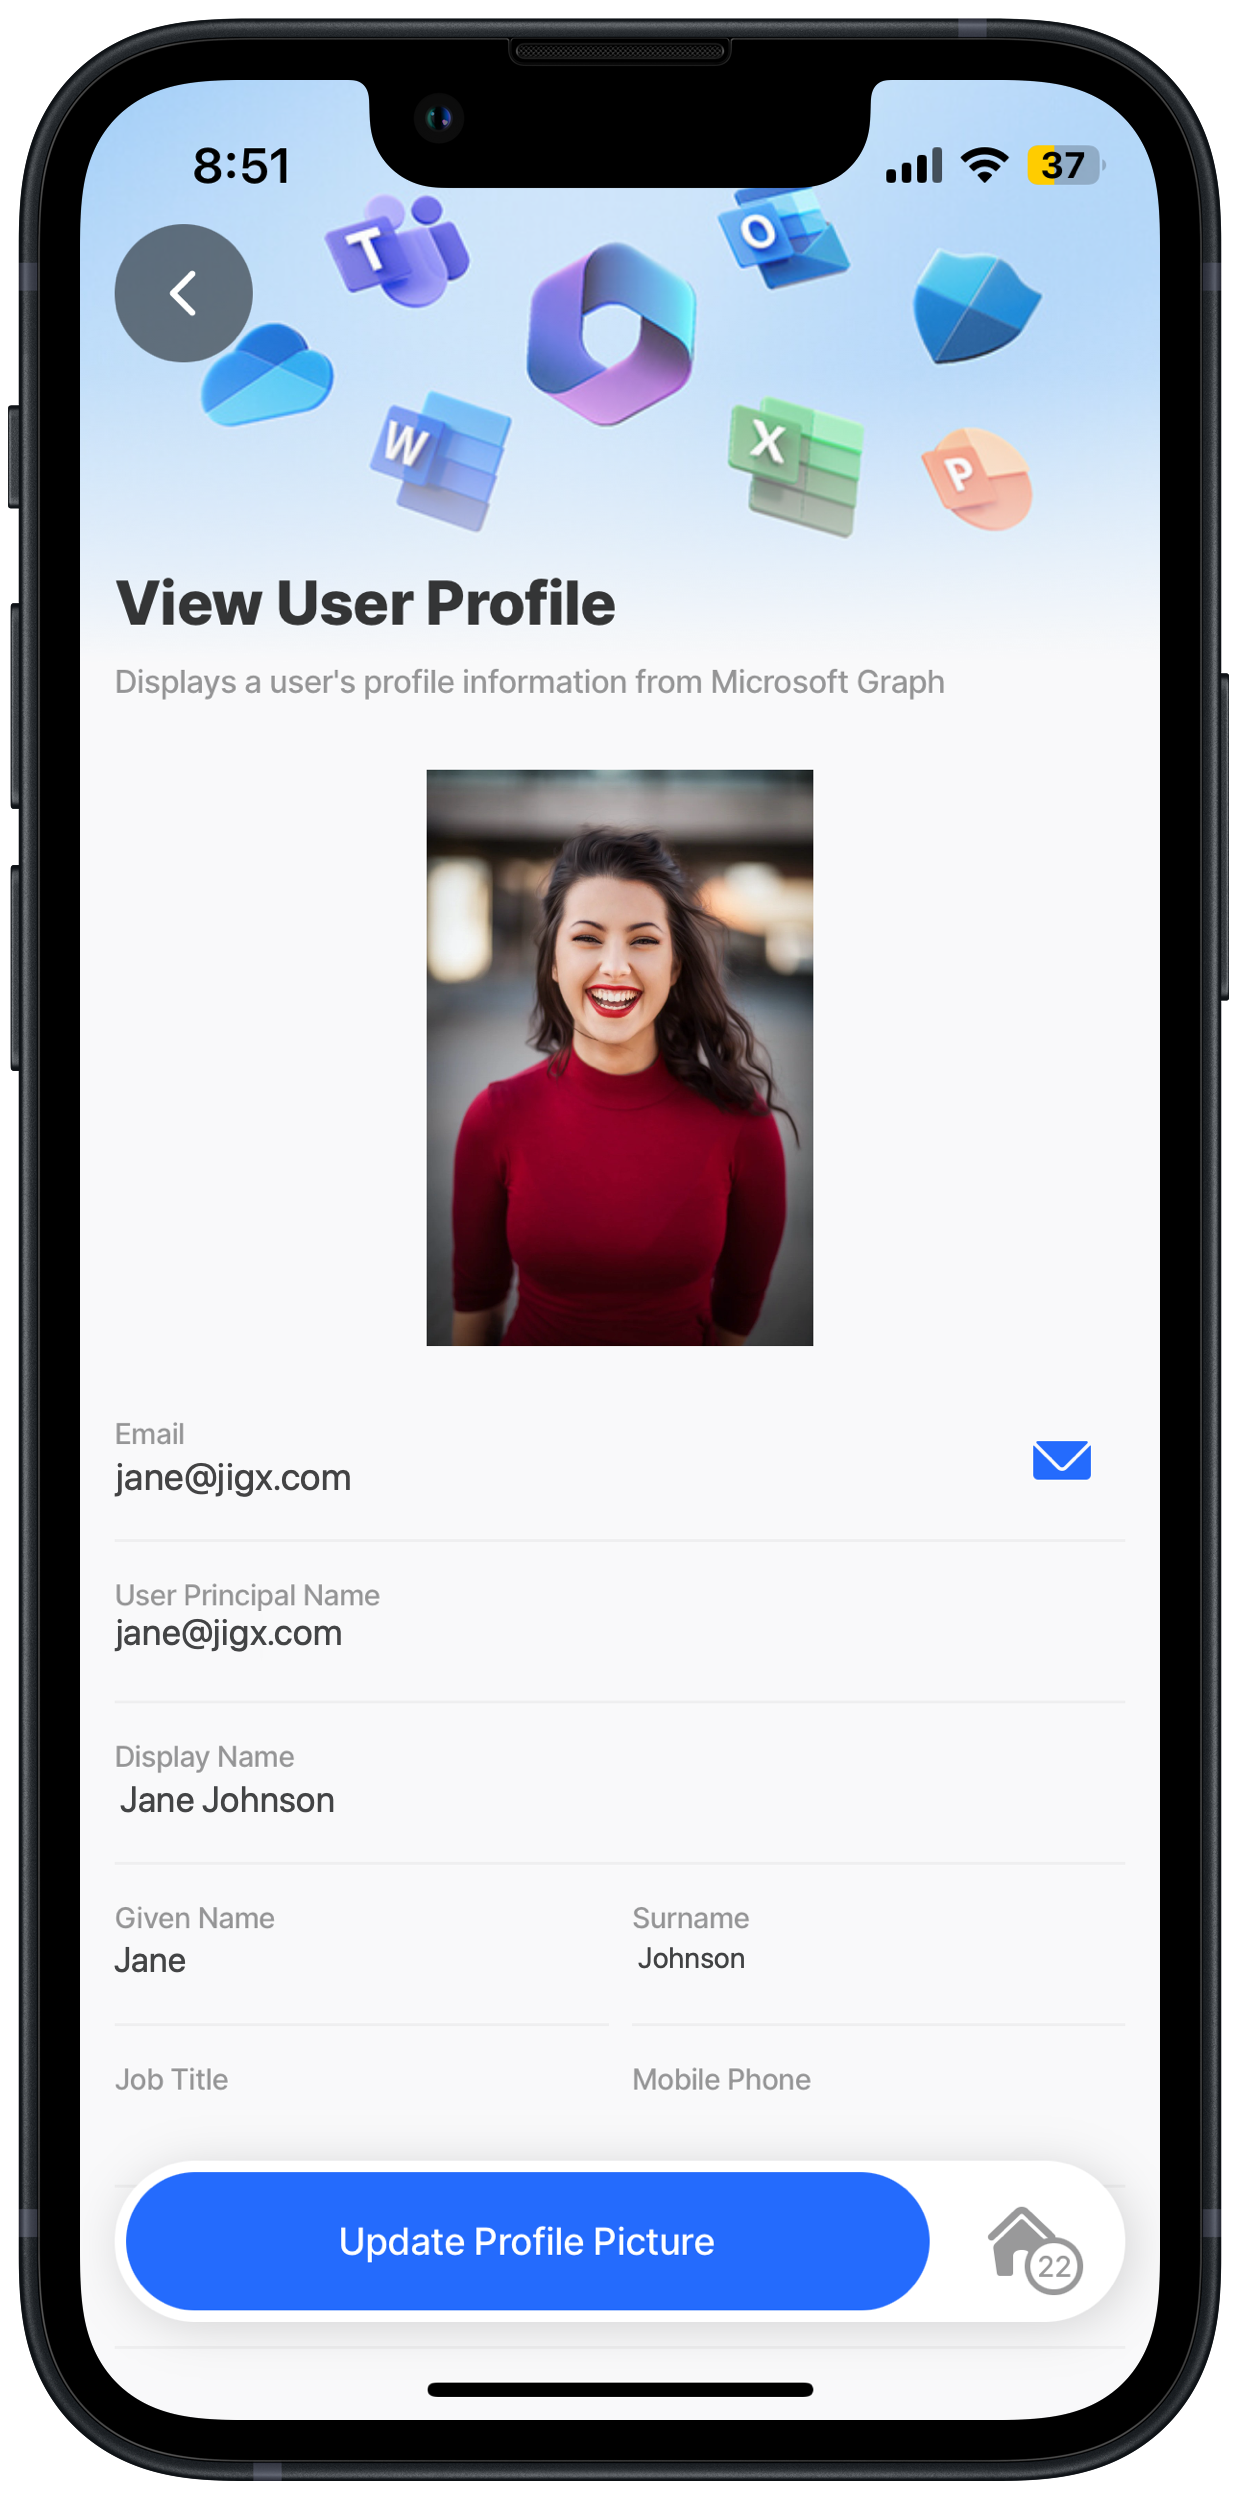 8:51
37
T
O
W
X
P
View User Profile
Displays a user's profile information from Microsoft Graph
Email
jane@jigx.com
User Principal Name
jane@jigx.com
Display Name
Jane Johnson
Given Name
Surname
Jane
Johnson
Job Title
Mobile Phone
Update Profile Picture
22